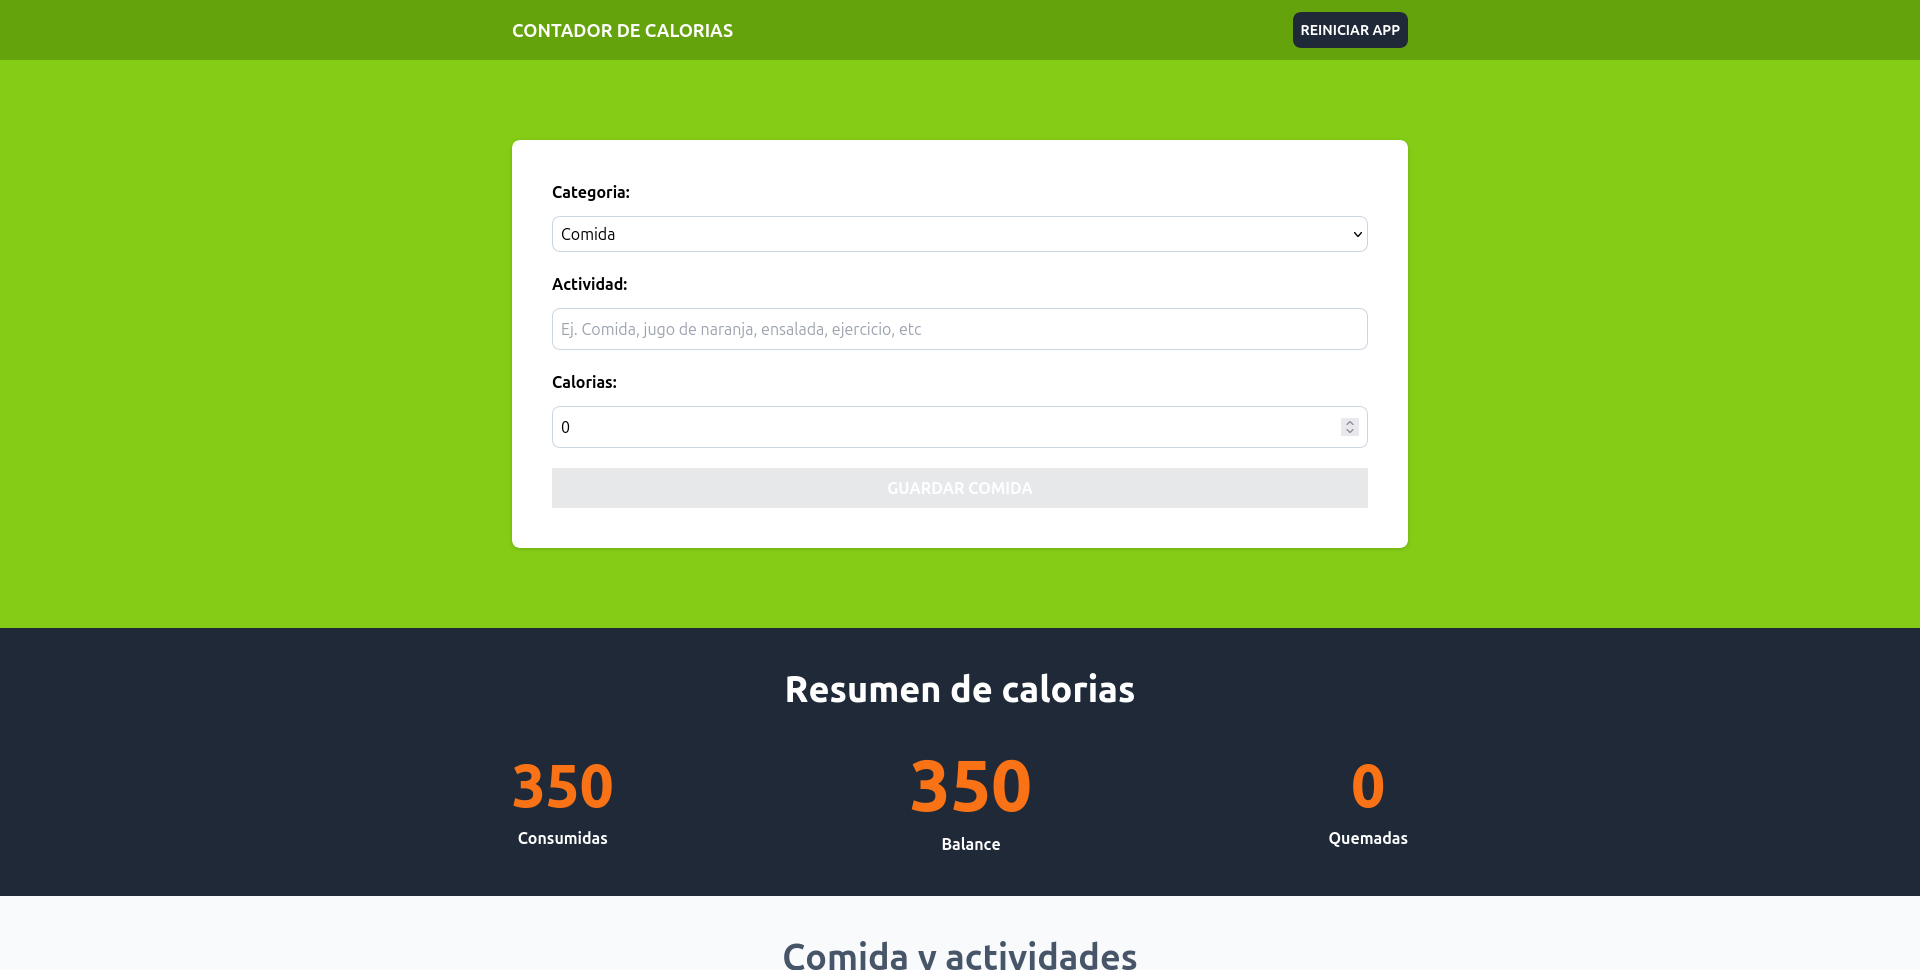 CONTADOR DE CALORIAS
REINICIAR APP
Categoria:
Comida
Actividad:
Ej. Comida, jugo de naranja, ensalada, ejercicio, etc
Calorias:
0
GUARDAR COMIDA
Resumen de calorias
350
Consumidas
350
Balance
0
Quemadas
Comida y actividades